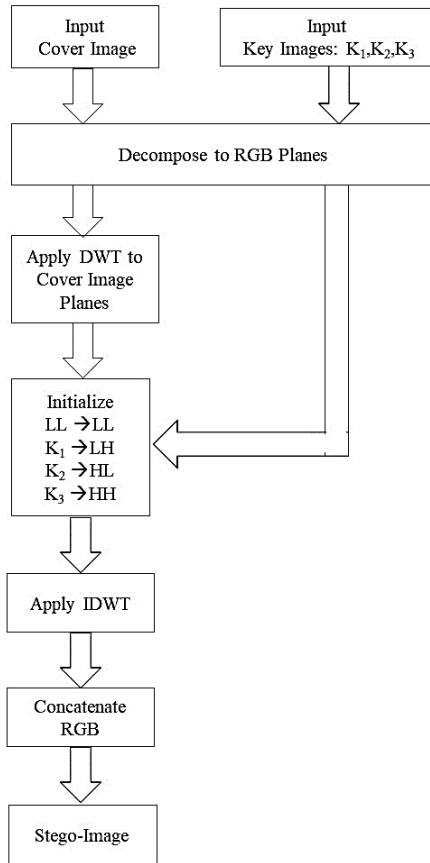 Input
Cover Image
Input
Key Images: K₁,K₂,K₃
Decompose to RGB Planes
Apply DWT to
Cover Image
Planes
Initialize
LL →LL
K₁ →LH
K₂ →HL
K₃ →HH
Apply IDWT
Concatenate
RGB
Stego-Image